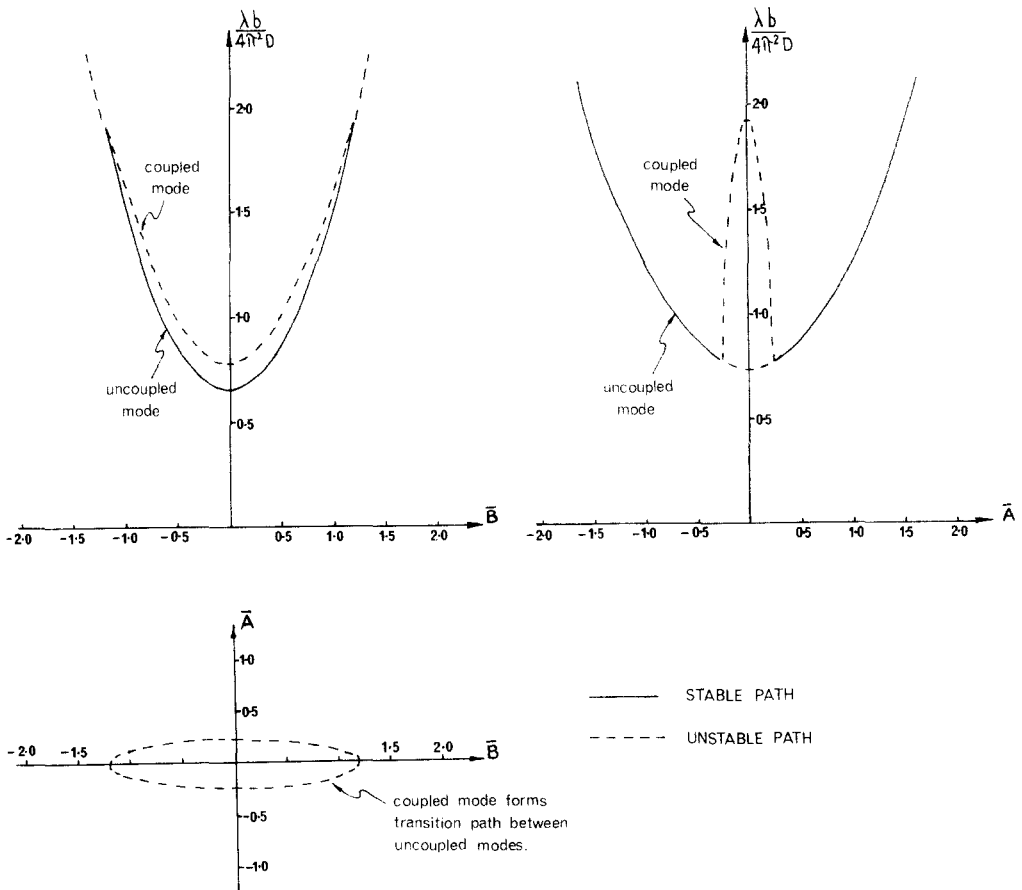 λb
4π²D
2·0
1·5
1·0
0·5
coupled
mode
uncoupled
mode
B̄
-2·0 -1·5 -1·0 -0·5 0·5 1·0 1·5 2·0
λb
4π²D
2·0
1·5
1·0
0·5
coupled
mode
uncoupled
mode
Ā
-2·0 -1·5 -1·0 -0·5 0·5 1·0 1·5 2·0
Ā
1·0
0·5
-2·0 -1·5 1·5 2·0
B̄
-0·5
-1·0
coupled mode forms
transition path between
uncoupled modes.
STABLE PATH
UNSTABLE PATH